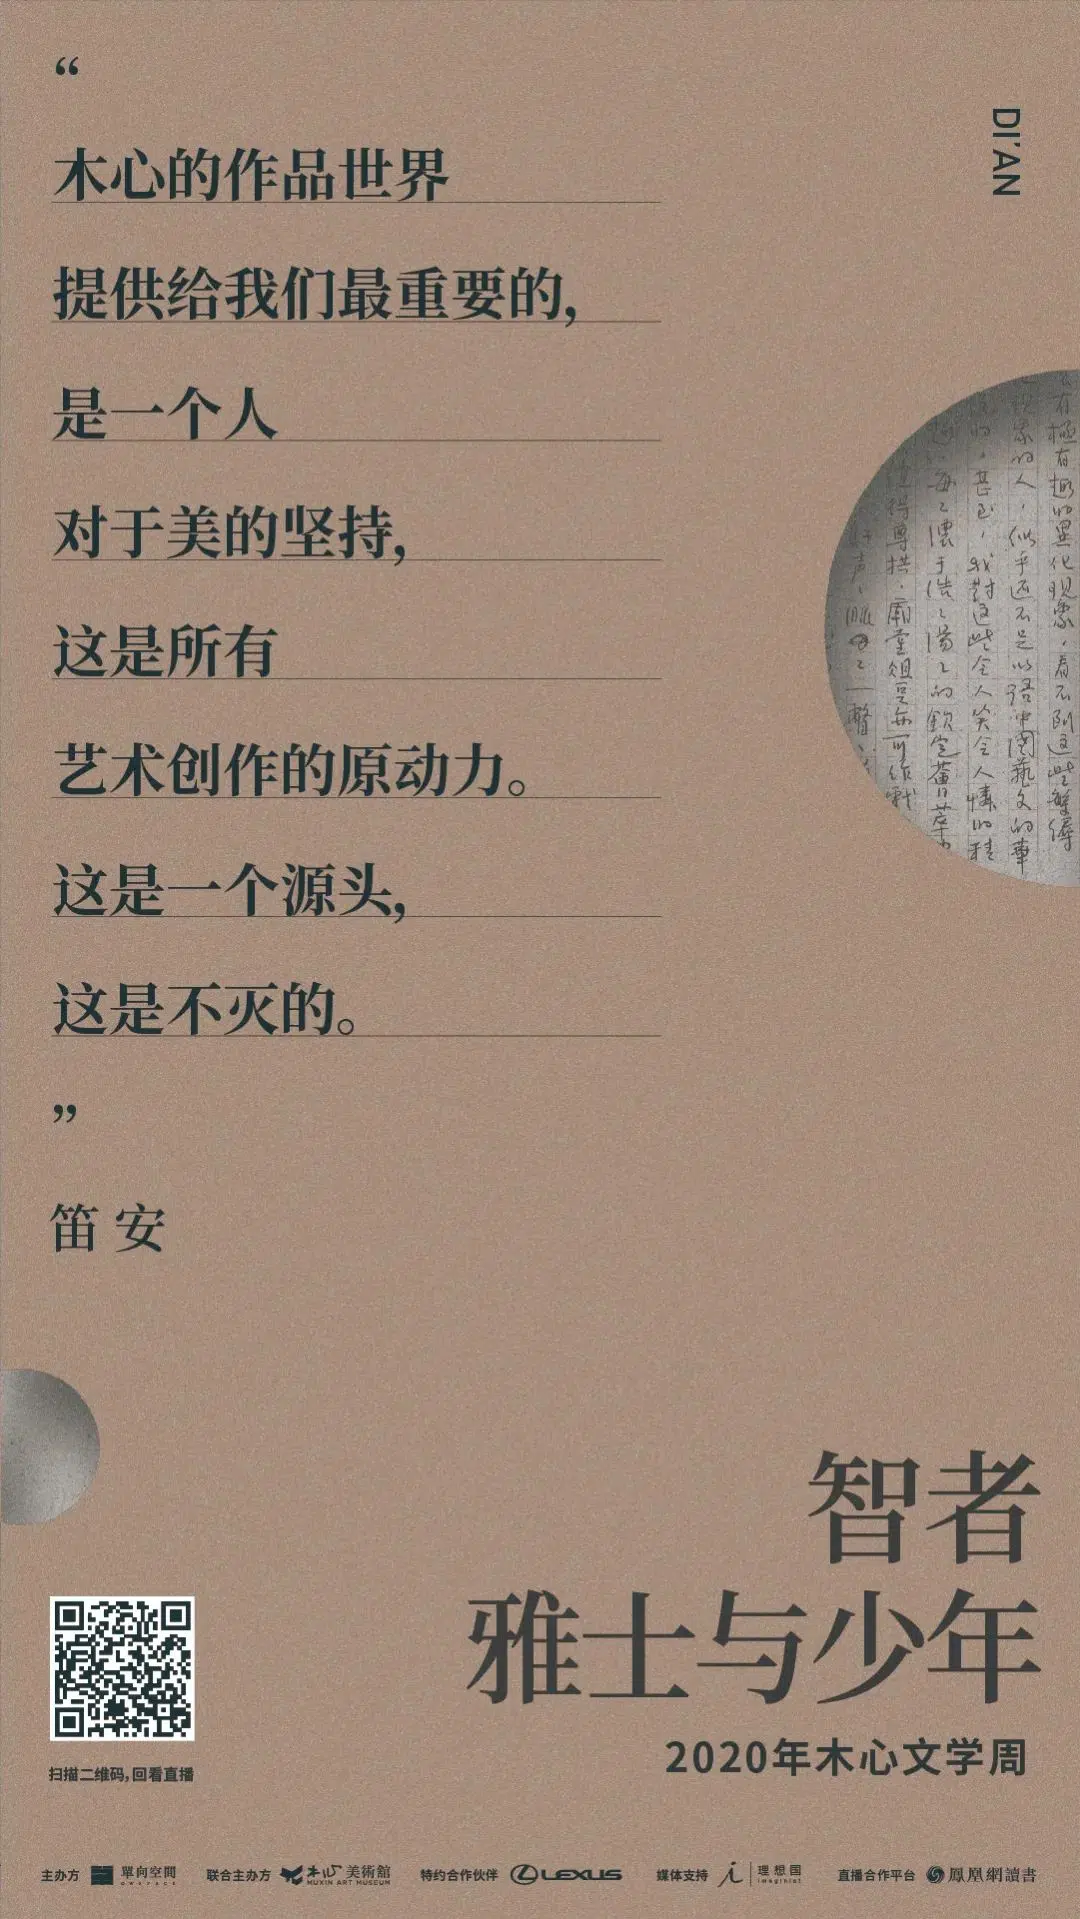 “
DI'AN
木心的作品世界
提供给我们最重要的，
是一个人
对于美的坚持，
这是所有
艺术创作的原动力。
这是一个源头，
这是不灭的。
”
笛安
智者
雅士与少年
2020年木心文学周
扫描二维码，回看直播
主办方 單向空間 OWSPACE 联合主办方 木心美術館 MUXIN ART MUSEUM 特约合作伙伴 LEXUS 媒体支持 理想国 imaginist 直播合作平台 鳳凰網讀書